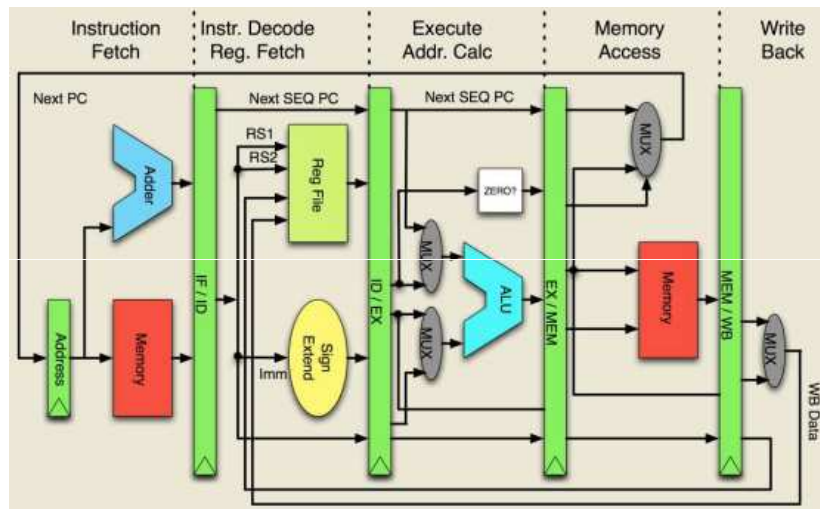 Instruction
Fetch
Instr. Decode
Reg. Fetch
Execute
Addr. Calc
Memory
Access
Write
Back
Next PC
Next SEQ PC
Next SEQ PC
RS1
RS2
Adder
Reg File
ZERO?
MUX
MUX
MUX
ALU
Memory
IF / ID
ID / EX
EX / MEM
MEM / WB
Address
Memory
Sign
Extend
Imm
MUX
WB Data